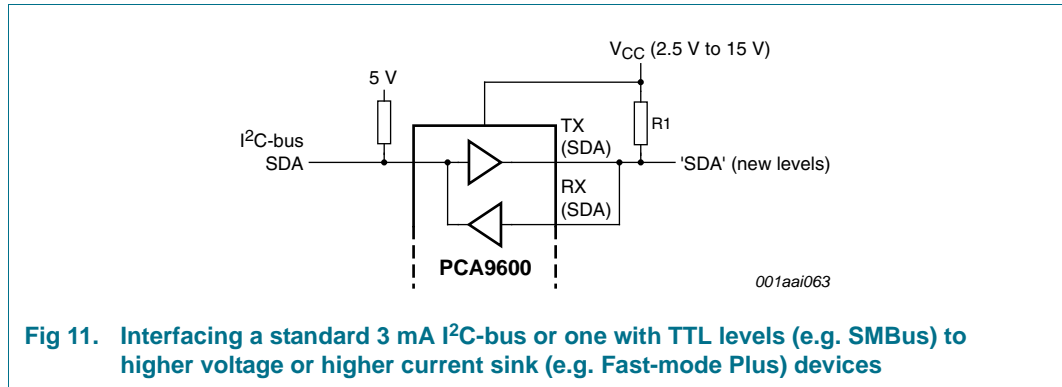 VCC (2.5 V to 15 V)
5 V
R1
TX
(SDA)
I2C-bus
SDA
'SDA' (new levels)
RX
(SDA)
PCA9600
001aai063
Fig 11. Interfacing a standard 3 mA I2C-bus or one with TTL levels (e.g. SMBus) to
higher voltage or higher current sink (e.g. Fast-mode Plus) devices